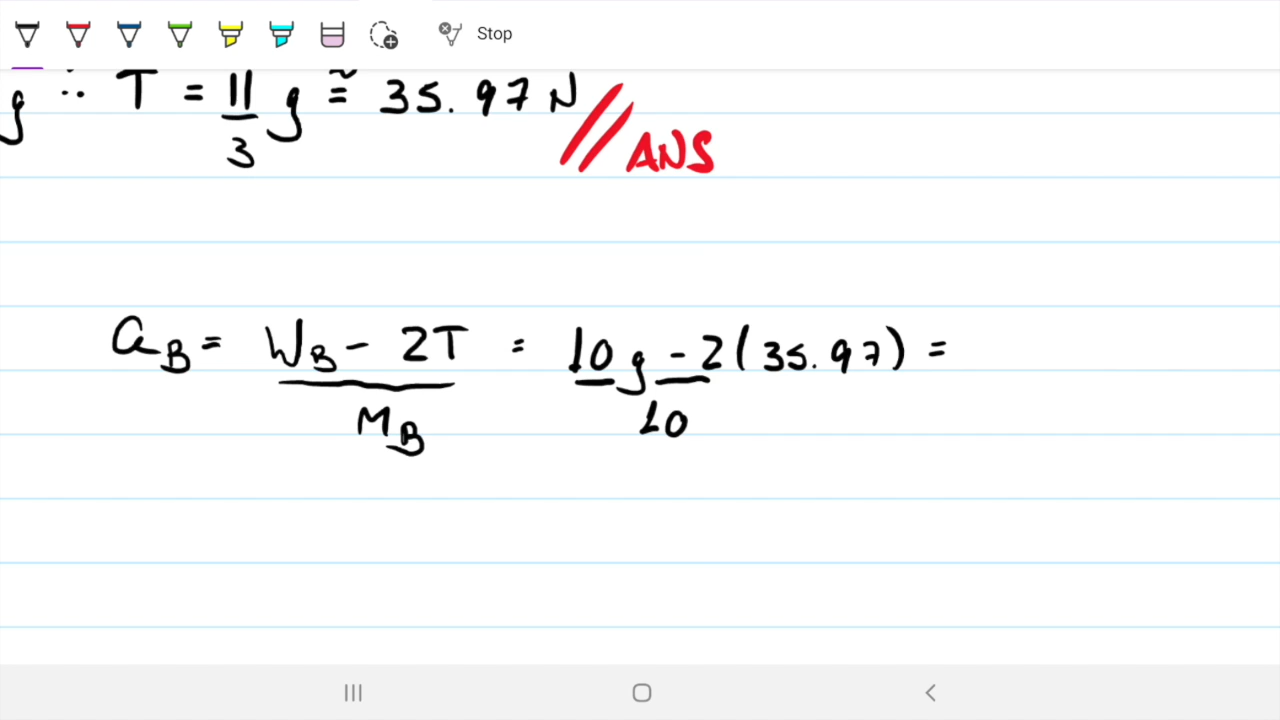 Stop
g ∴ T = 11/3 g ≅ 35.97 N // ANS
a_B = (W_B - 2T)/M_B = (10g - 2(35.97))/10 =